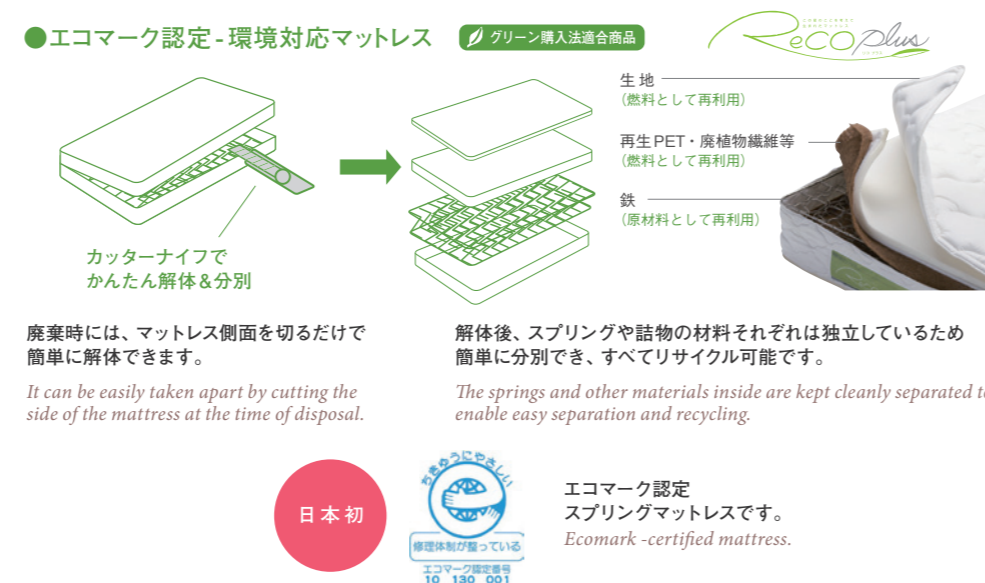 ●エコマーク認定-環境対応マットレス
グリーン購入法適合商品
ReCO plus
生地
（燃料として再利用）
再生PET・廃植物繊維等
（燃料として再利用）
鉄
（原材料として再利用）
カッターナイフで
かんたん解体＆分別
廃棄時には、マットレス側面を切るだけで
簡単に解体できます。
It can be easily taken apart by cutting the
side of the mattress at the time of disposal.
解体後、スプリングや詰物の材料それぞれは独立しているため
簡単に分別でき、すべてリサイクル可能です。
The springs and other materials inside are kept cleanly separated to
enable easy separation and recycling.
日本初
ちきゅうにやさしい
修理体制が整っている
エコマーク認定番号
10 130 001
エコマーク認定
スプリングマットレスです。
Ecomark -certified mattress.